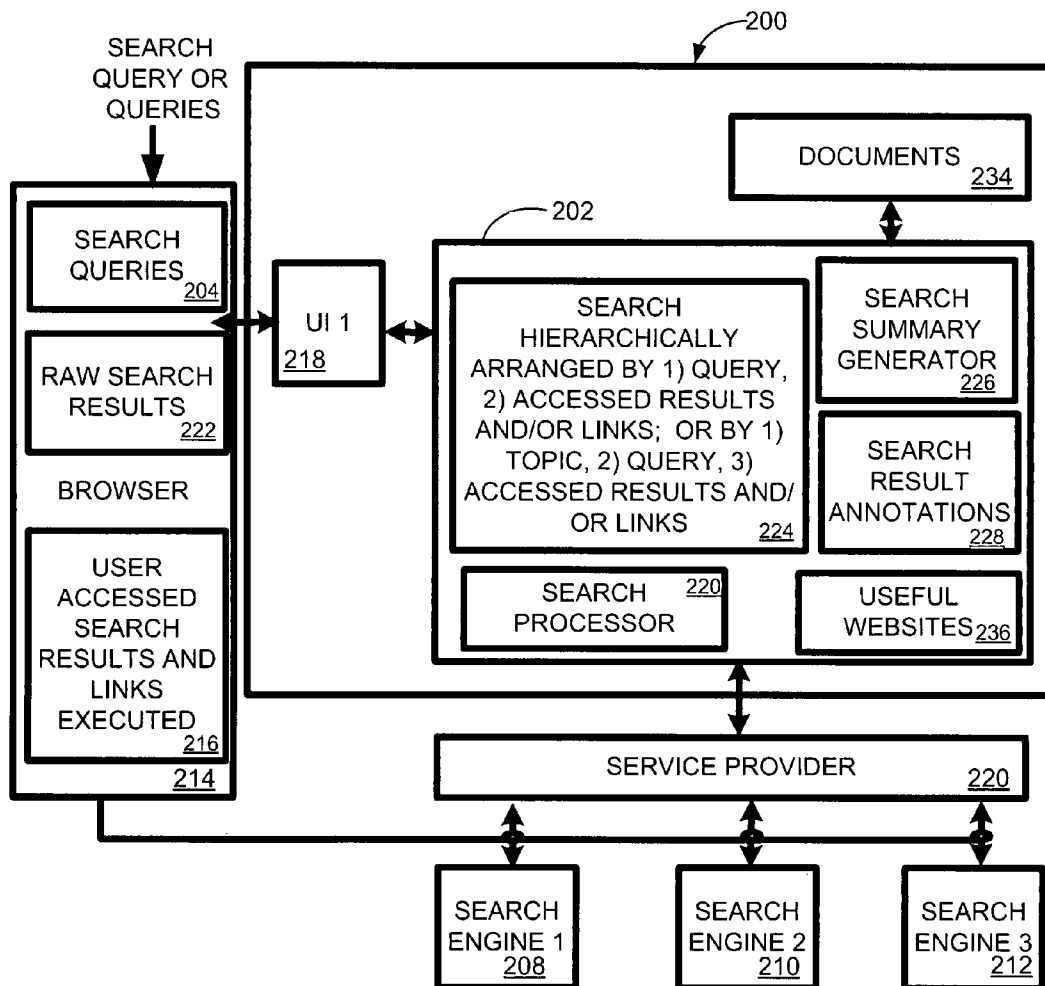 200
SEARCH
QUERY OR
QUERIES
DOCUMENTS
234
202
SEARCH
QUERIES
204
UI 1
218
RAW SEARCH
RESULTS
222
BROWSER
USER
ACCESSED
SEARCH
RESULTS AND
LINKS
EXECUTED
216
214
SEARCH
HIERARCHICALLY
ARRANGED BY 1) QUERY,
2) ACCESSED RESULTS
AND/OR LINKS; OR BY 1)
TOPIC, 2) QUERY, 3)
ACCESSED RESULTS AND/
OR LINKS
224
SEARCH
SUMMARY
GENERATOR
226
SEARCH
RESULT
ANNOTATIONS
228
SEARCH
PROCESSOR
220
USEFUL
WEBSITES
236
SERVICE PROVIDER
220
SEARCH
ENGINE 1
208
SEARCH
ENGINE 2
210
SEARCH
ENGINE 3
212